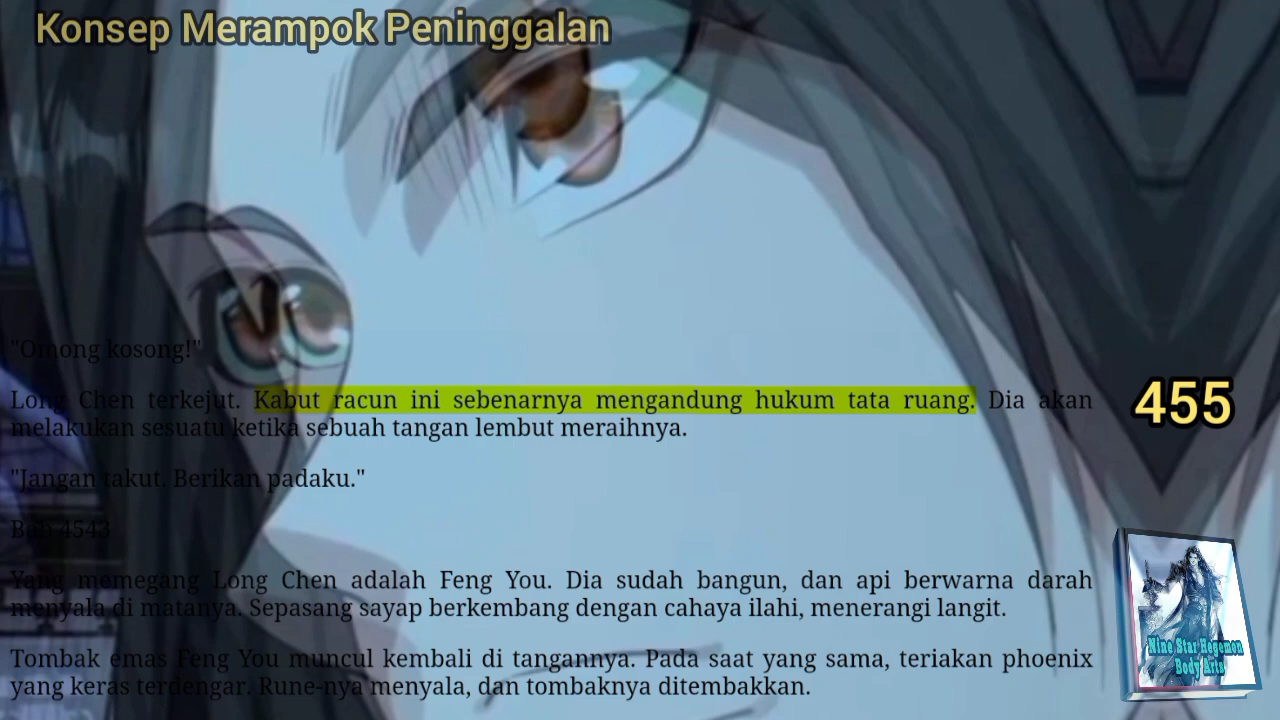 Konsep Merampok Peninggalan
"Omong kosong!"
Long Chen terkejut. Kabut racun ini sebenarnya mengandung hukum tata ruang. Dia akan
melakukan sesuatu ketika sebuah tangan lembut meraihnya.
"Jangan takut. Berikan padaku."
Bab 4543
Yang memegang Long Chen adalah Feng You. Dia sudah bangun, dan api berwarna darah
menyala di matanya. Sepasang sayap berkembang dengan cahaya ilahi, menerangi langit.
Tombak emas Feng You muncul kembali di tangannya. Pada saat yang sama, teriakan phoenix
yang keras terdengar. Rune-nya menyala, dan tombaknya ditembakkan.
455
Nine Star Hegemon
Body Arts